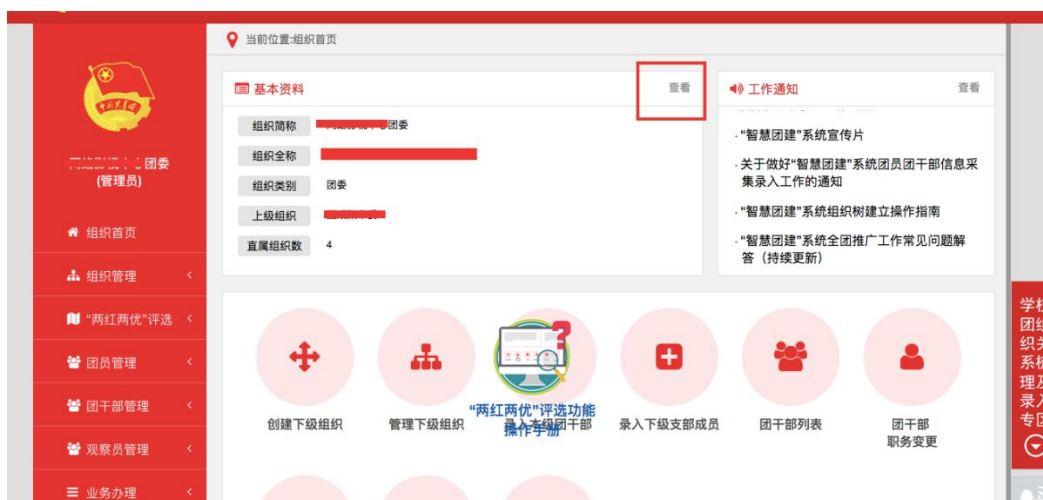 当前位置:组织首页
基本资料
查看
组织简称
团委
组织全称
组织类别
团委
上级组织
直属组织数
4
工作通知
查看
·“智慧团建”系统宣传片
·关于做好“智慧团建”系统团员团干部信息采
集录入工作的通知
·“智慧团建”系统组织树建立操作指南
·“智慧团建”系统全团推广工作常见问题解
答（持续更新）
团委
(管理员)
组织首页
组织管理
“两红两优”评选
团员管理
团干部管理
观察员管理
业务办理
创建下级组织
管理下级组织
录入本级团干部
“两红两优”评选功能
操作手册
录入下级支部成员
团干部列表
团干部
职务变更